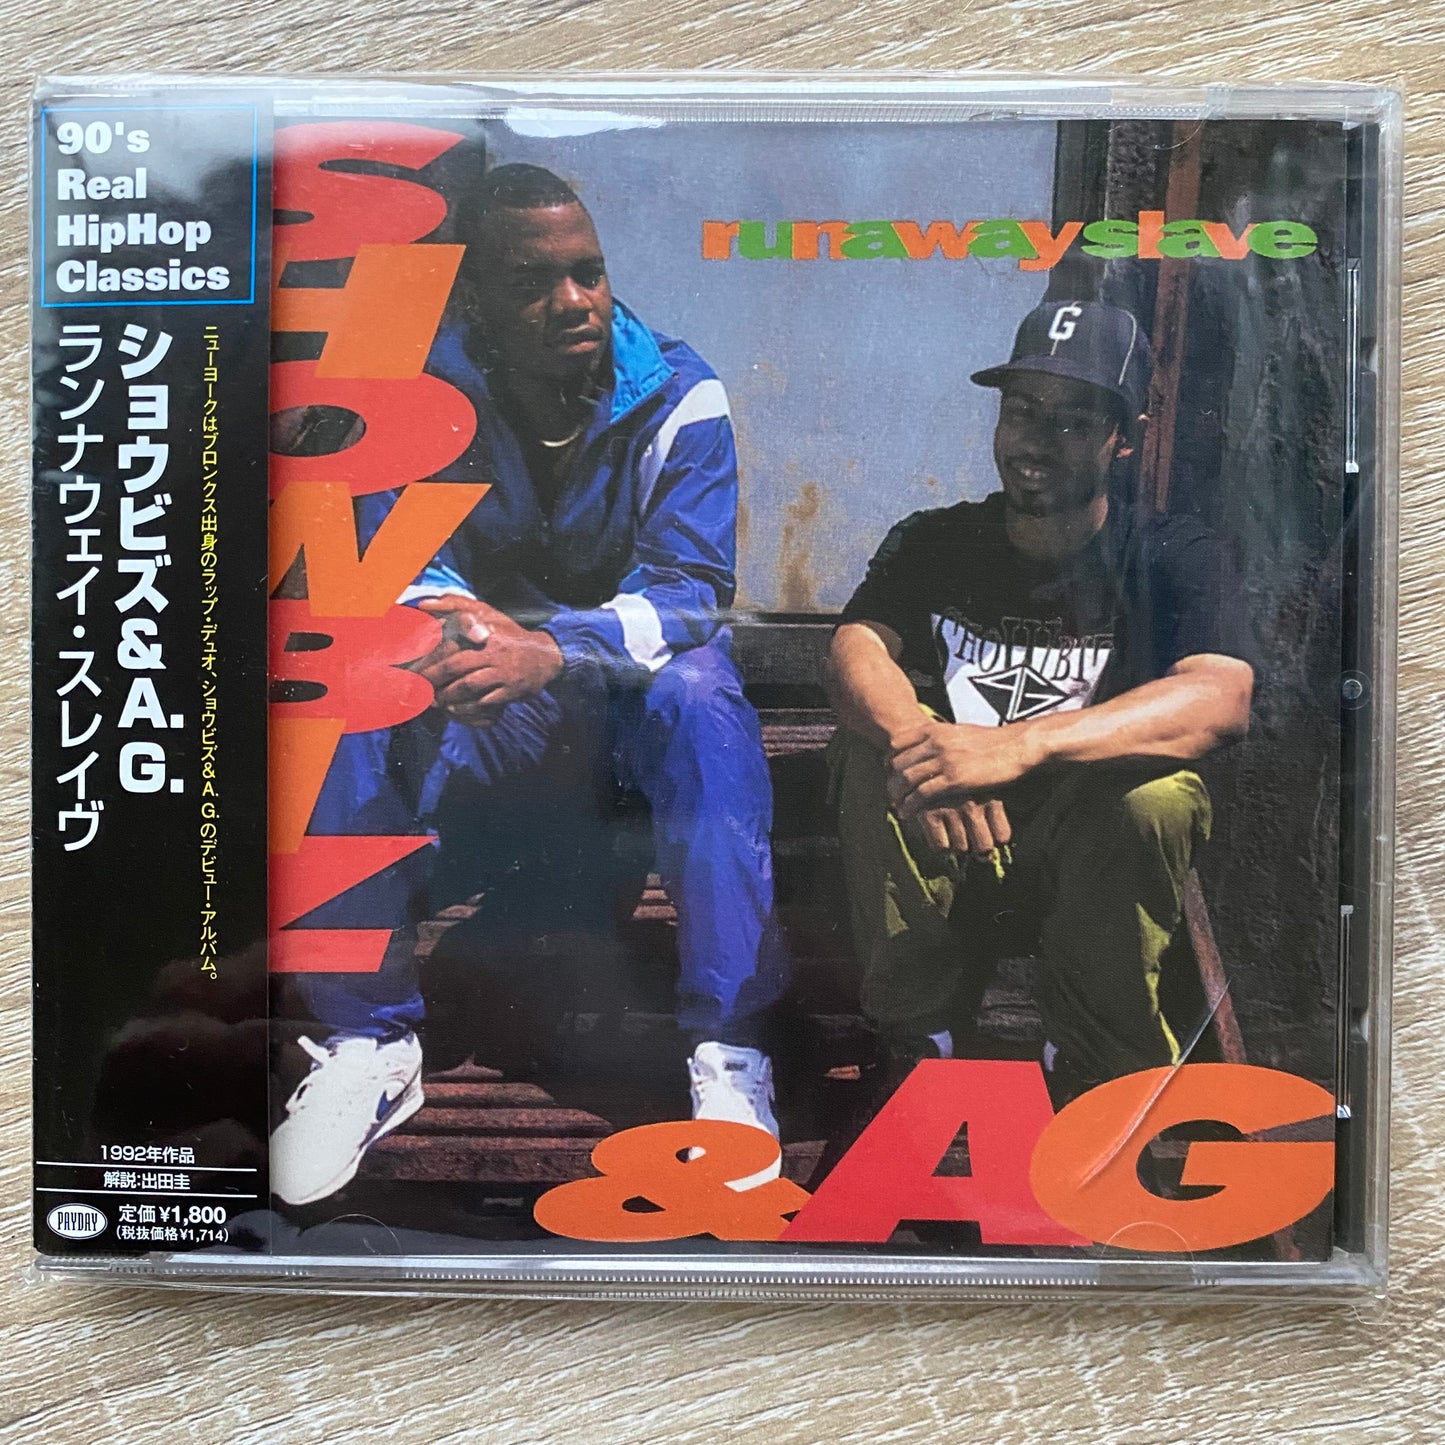 90's
Real
HipHop
Classics
ニューヨークはブロンクス出身のラップ・デュオ、ショウビズ&A.G.のデビュー・アルバム。
ショウビズ&A.G.
ランナウェイ・スレイヴ
1992年作品
解説:出田圭
PAYDAY
定価¥1,800
(税抜価格¥1,714)
SHOWBIZ
runawayslave
G
&AG